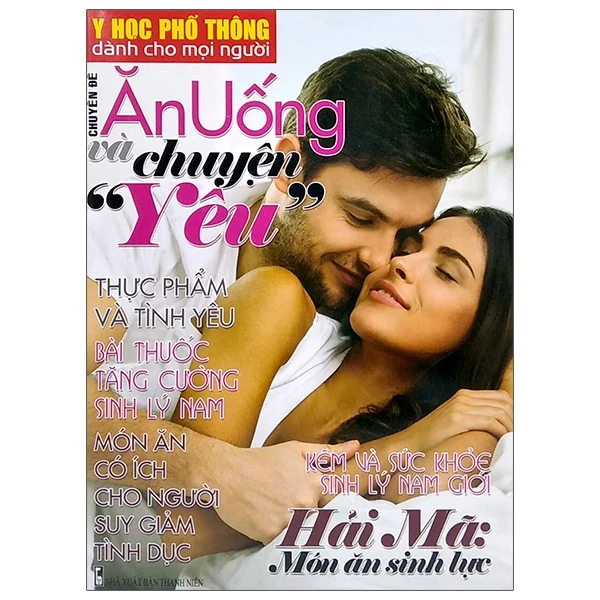 Y HỌC PHỔ THÔNG
dành cho mọi người
CHUYÊN ĐỀ
Ăn Uống
và chuyện
“Yêu”
THỰC PHẨM
VÀ TÌNH YÊU
BÀI THUỐC
TĂNG CƯỜNG
SINH LÝ NAM
MÓN ĂN
CÓ ÍCH
CHO NGƯỜI
SUY GIẢM
TÌNH DỤC
KẼM VÀ SỨC KHỎE
SINH LÝ NAM GIỚI
Hải Mã:
Món ăn sinh lực
NHÀ XUẤT BẢN THANH NIÊN